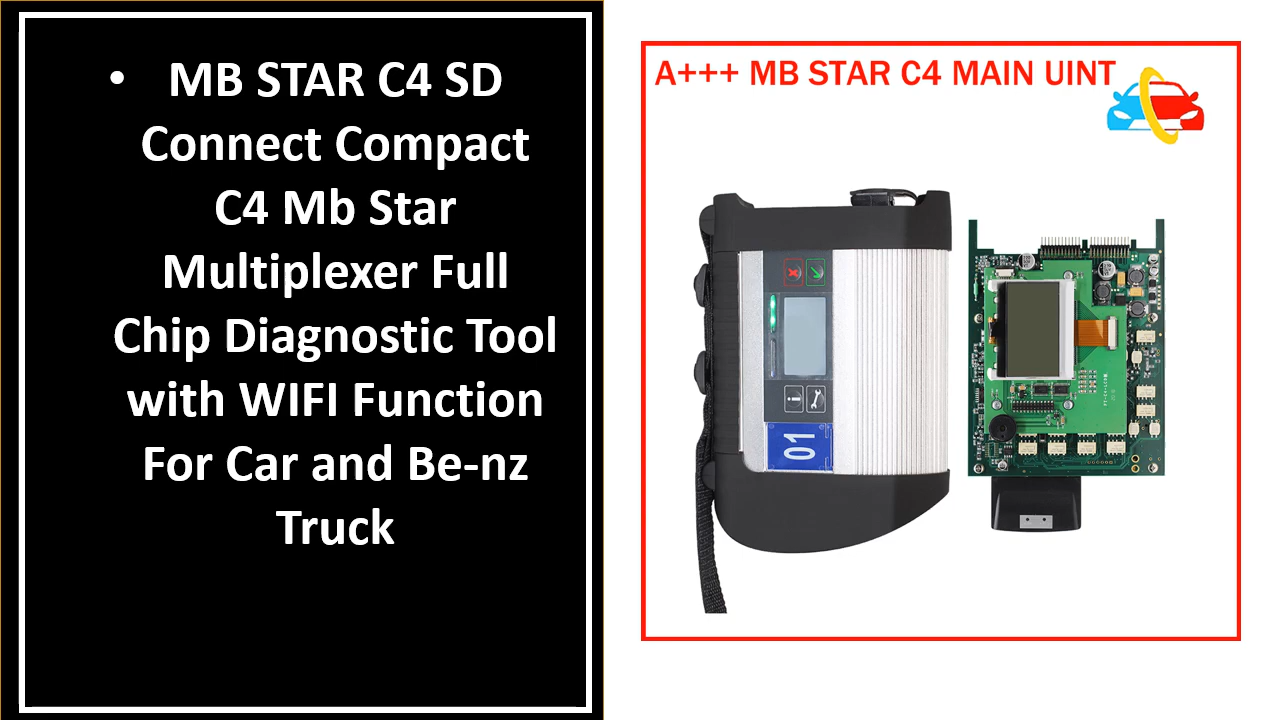 • MB STAR C4 SD
Connect Compact
C4 Mb Star
Multiplexer Full
Chip Diagnostic Tool
with WIFI Function
For Car and Be-nz
Truck
A+++ MB STAR C4 MAIN UINT
01